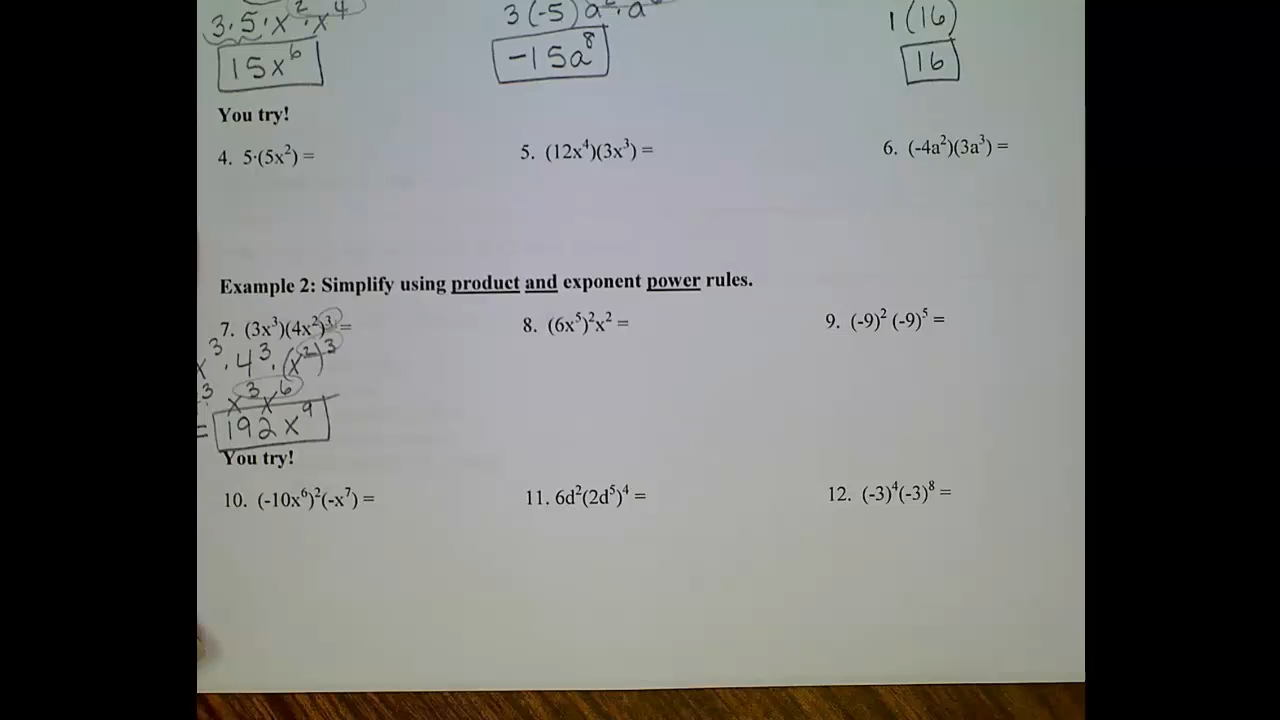 3·5·x²·x⁴ 3(-5)a²·a 1(16)
15x⁶ -15a⁸ 16
You try!
4. 5·(5x²) = 5. (12x⁴)(3x³) = 6. (-4a²)(3a³) =
Example 2: Simplify using product and exponent power rules.
7. (3x³)(4x²)³ = 8. (6x⁵)²x² = 9. (-9)² (-9)⁵ =
x³·4³·(x²)³
³ x³x⁶
= 192x⁹
You try!
10. (-10x⁶)²(-x⁷) = 11. 6d²(2d⁵)⁴ = 12. (-3)⁴(-3)⁸ =